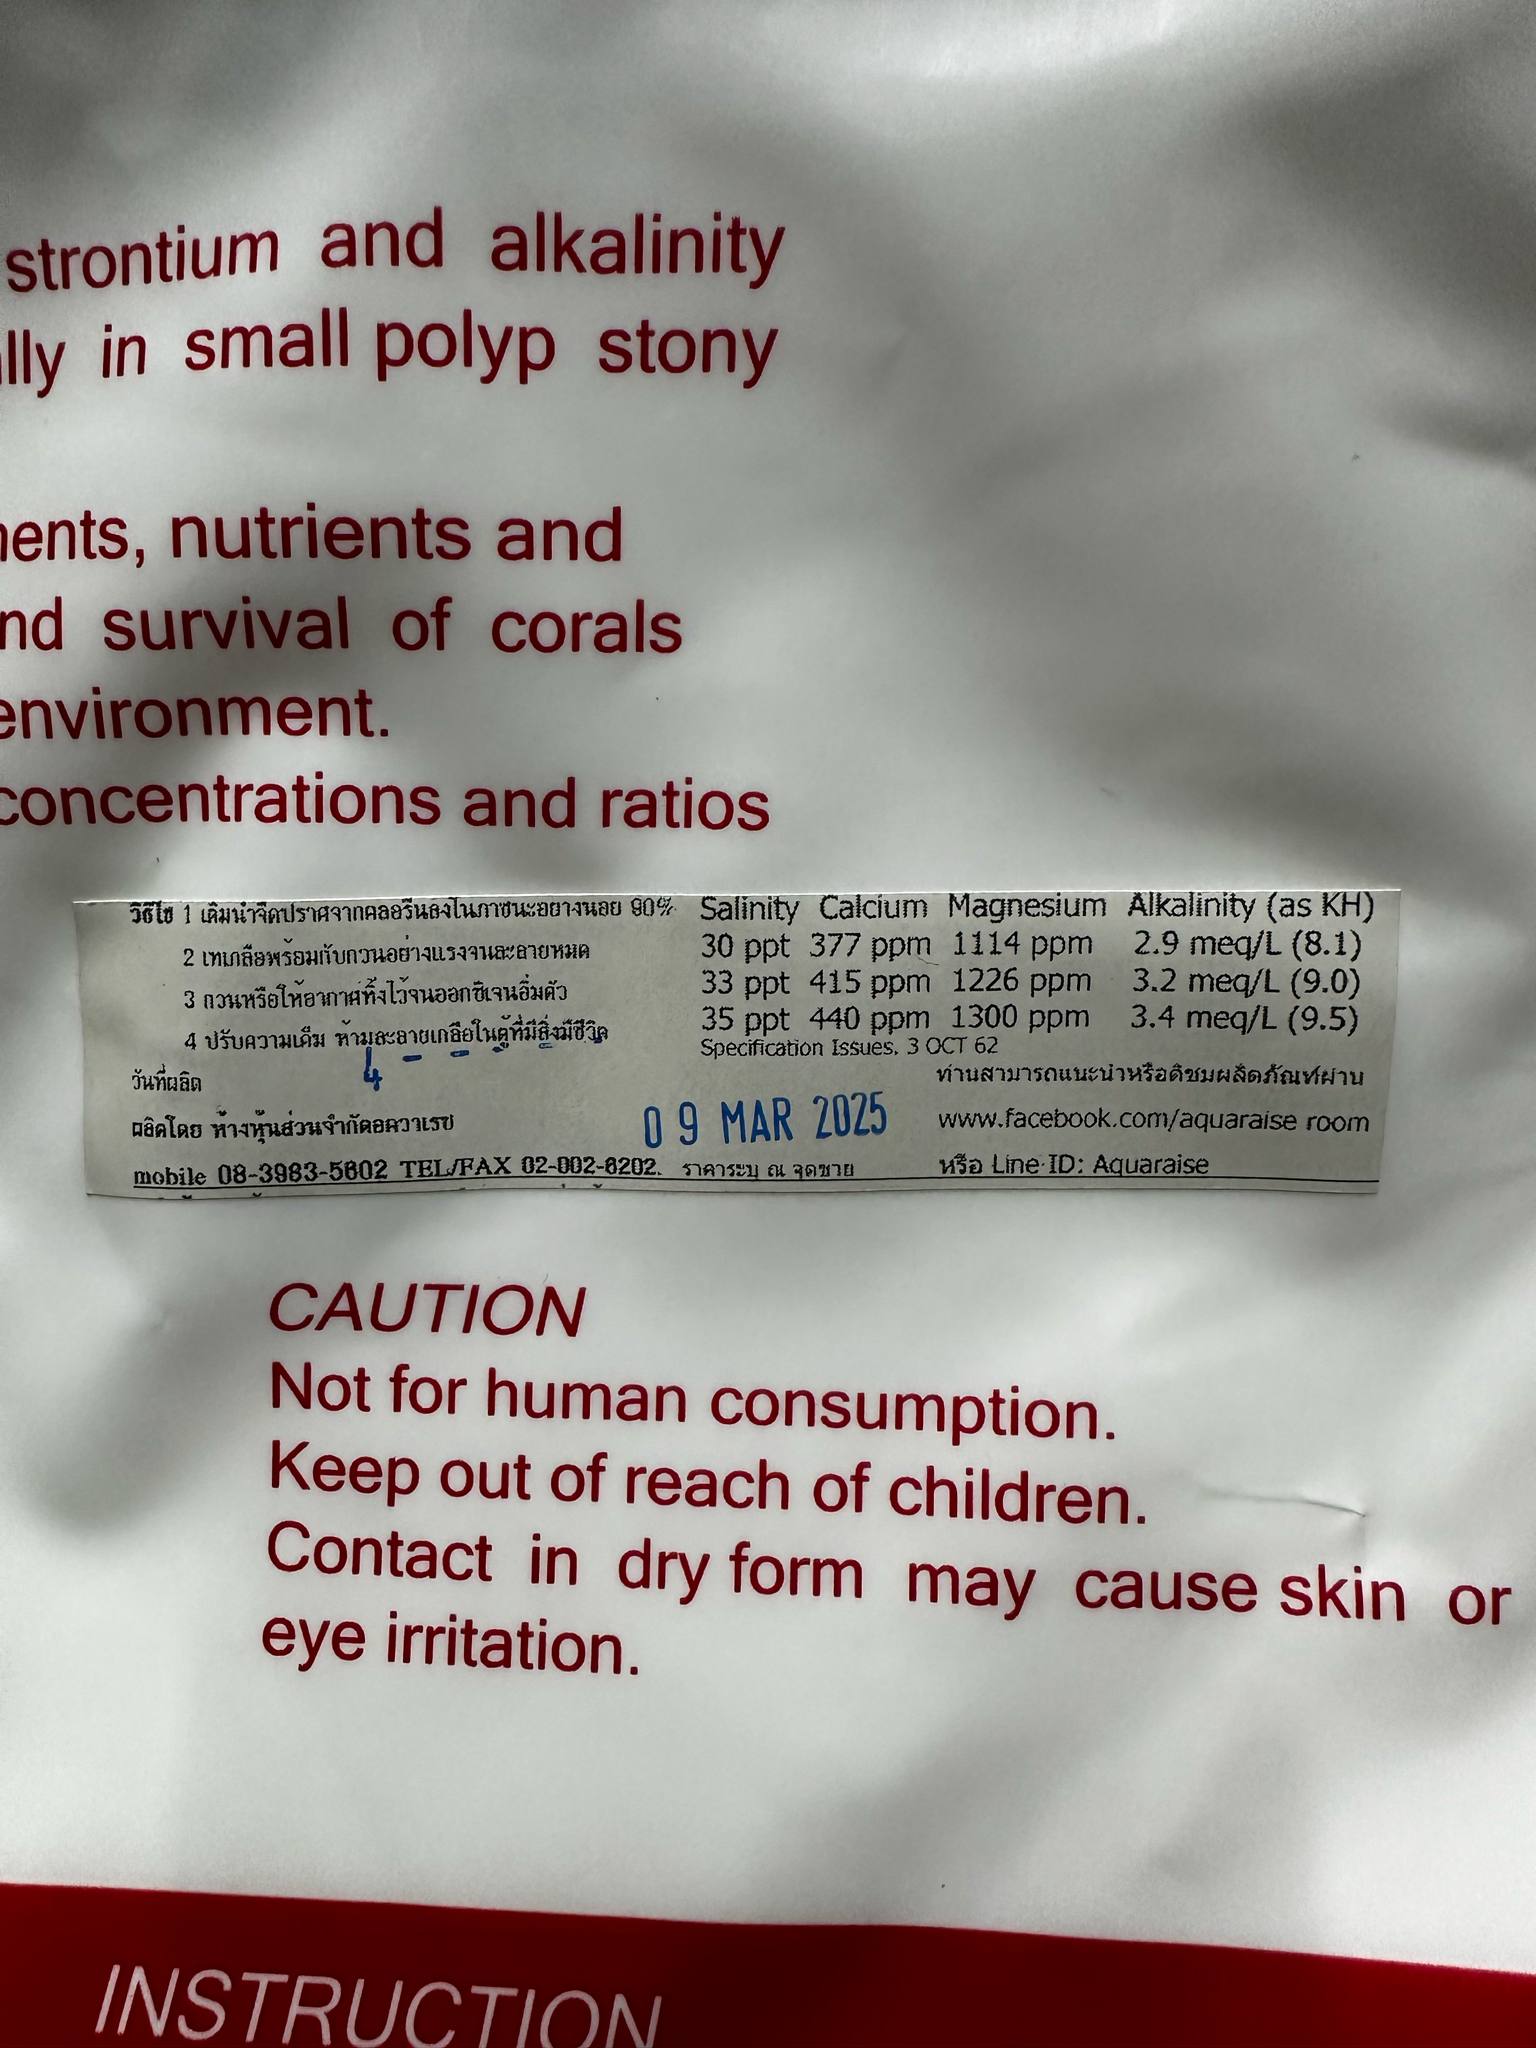 strontium and alkalinity
lly in small polyp stony
ents, nutrients and
nd survival of corals
environment.
concentrations and ratios
วิธีใช้ 1 เติมน้ำจืดปราศจากคลอรีนลงในภาชนะอย่างน้อย 90%
2 เทเกลือพร้อมกับกวนอย่างแรงจนละลายหมด
3 กวนหรือให้อากาศทิ้งไว้จนออกซิเจนอิ่มตัว
4 ปรับความเค็ม ห้ามละลายเกลือในตู้ที่มีสิ่งมีชีวิต
Salinity Calcium Magnesium Alkalinity (as KH)
30 ppt 377 ppm 1114 ppm 2.9 meq/L (8.1)
33 ppt 415 ppm 1226 ppm 3.2 meq/L (9.0)
35 ppt 440 ppm 1300 ppm 3.4 meq/L (9.5)
Specification Issues. 3 OCT 62
วันที่ผลิต
4
09 MAR 2025
ผลิตโดย ห้างหุ้นส่วนจำกัดอควาเรซ
mobile 08-3983-5602 TEL/FAX 02-002-6202. ราคาระบุ ณ จุดขาย
ท่านสามารถแนะนำหรือติชมผลิตภัณฑ์ผ่าน
www.facebook.com/aquaraise room
หรือ Line ID: Aquaraise
CAUTION
Not for human consumption.
Keep out of reach of children.
Contact in dry form may cause skin or
eye irritation.
INSTRUCTION